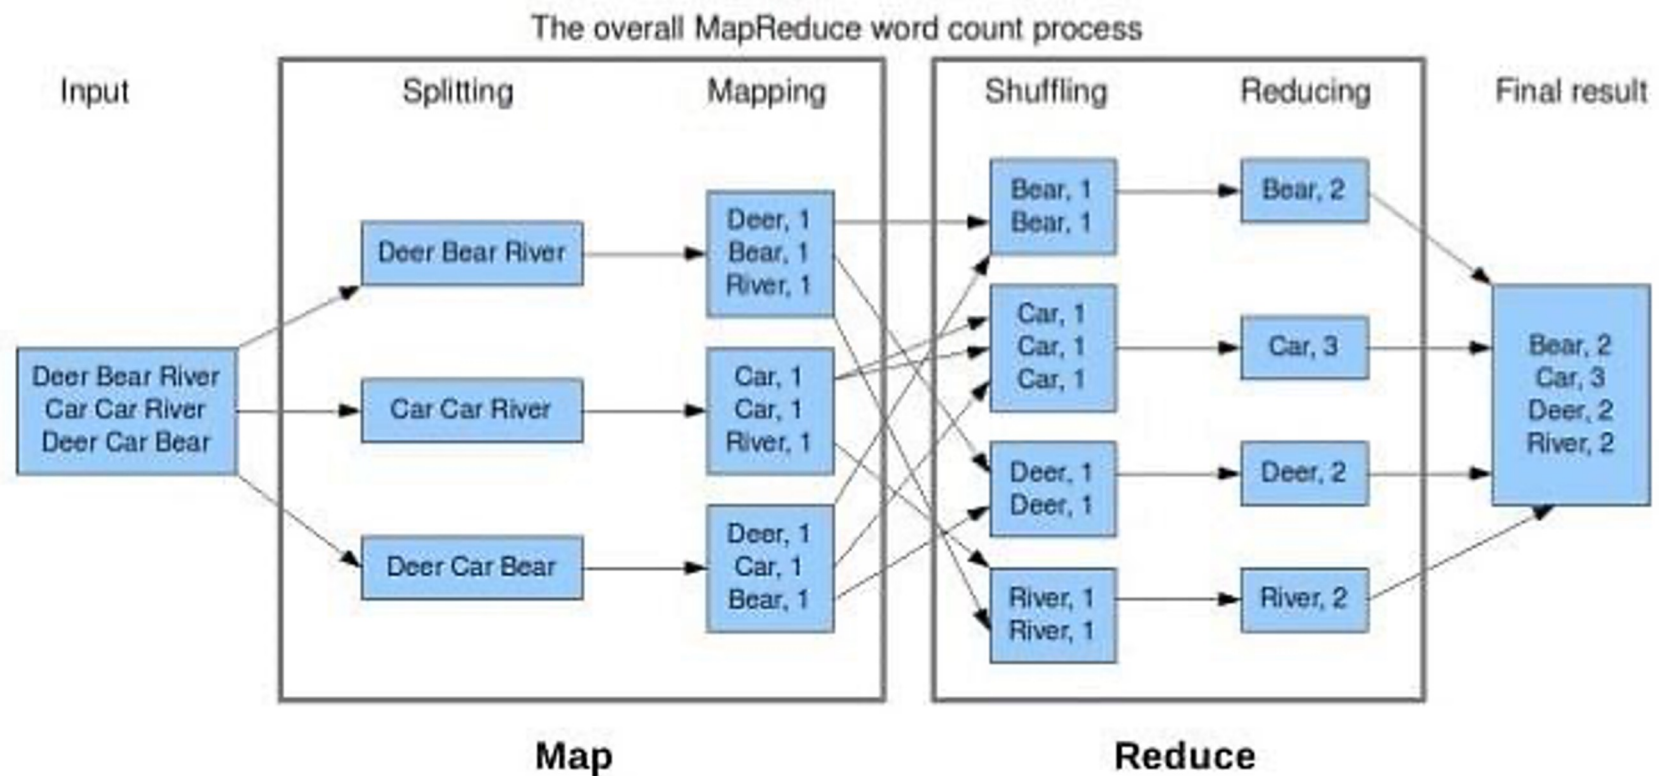 The overall MapReduce word count process
Input
Splitting
Mapping
Shuffling
Reducing
Final result
Deer Bear River
Car Car River
Deer Car Bear
Deer Bear River
Car Car River
Deer Car Bear
Deer, 1
Bear, 1
River, 1
Car, 1
Car, 1
River, 1
Deer, 1
Car, 1
Bear, 1
Bear, 1
Bear, 1
Car, 1
Car, 1
Car, 1
Deer, 1
Deer, 1
River, 1
River, 1
Bear, 2
Car, 3
Deer, 2
River, 2
Bear, 2
Car, 3
Deer, 2
River, 2
Map
Reduce